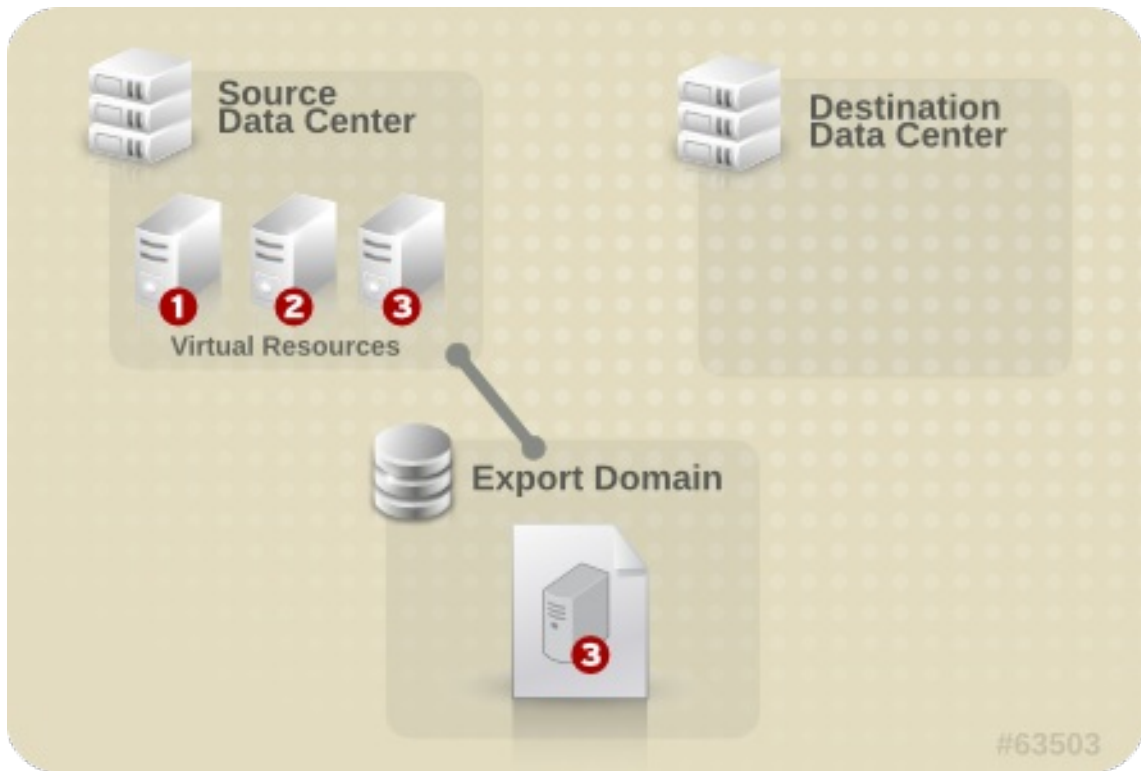 Source
Data Center
Destination
Data Center
1
2
3
Virtual Resources
Export Domain
3
#63503